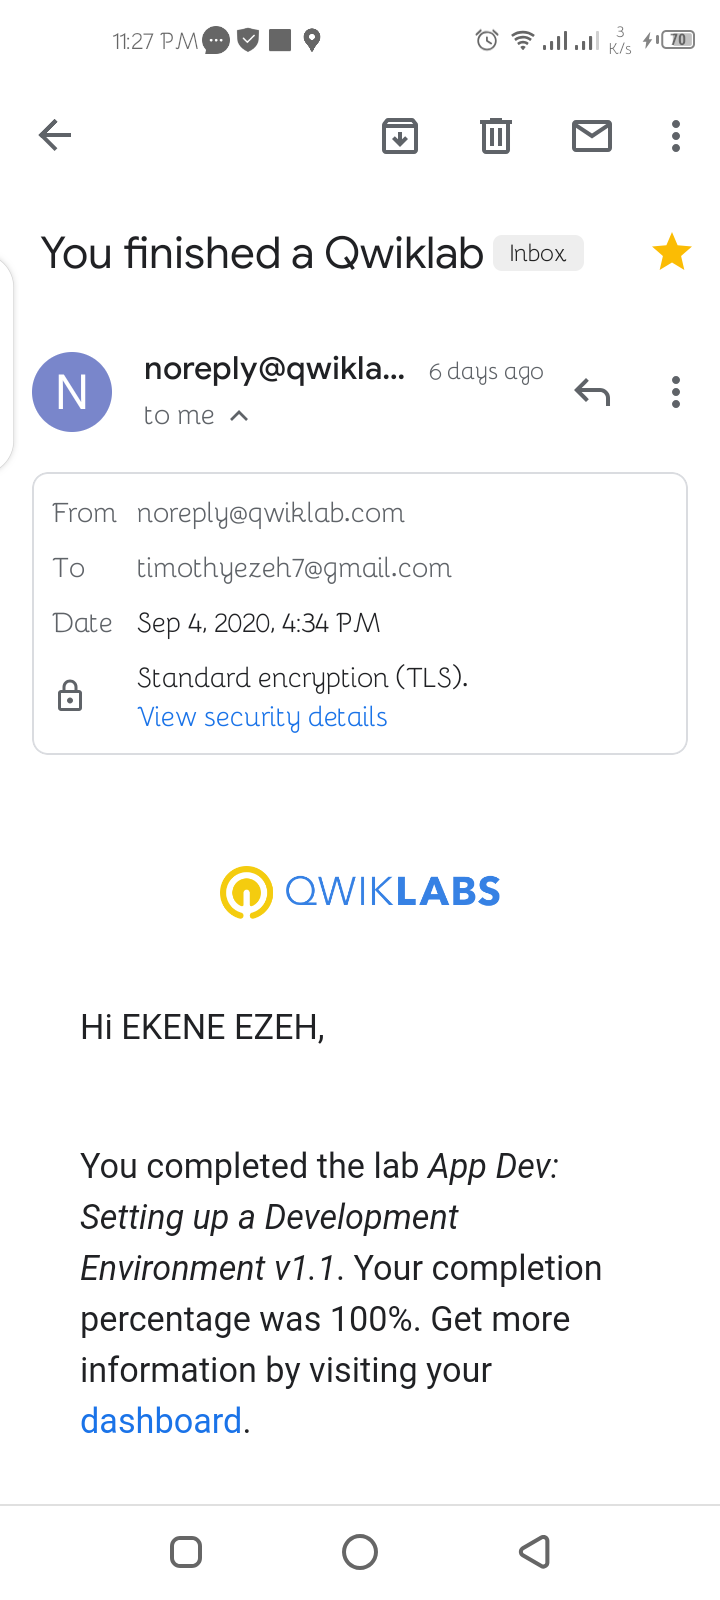 11:27 PM 3 K/s 70
You finished a Qwiklab Inbox
N noreply@qwikla... 6 days ago
to me
From noreply@qwiklab.com
To timothyezeh7@gmail.com
Date Sep 4, 2020, 4:34 PM
Standard encryption (TLS).
View security details
QWIKLABS
Hi EKENE EZEH,
You completed the lab App Dev:
Setting up a Development
Environment v1.1. Your completion
percentage was 100%. Get more
information by visiting your
dashboard.